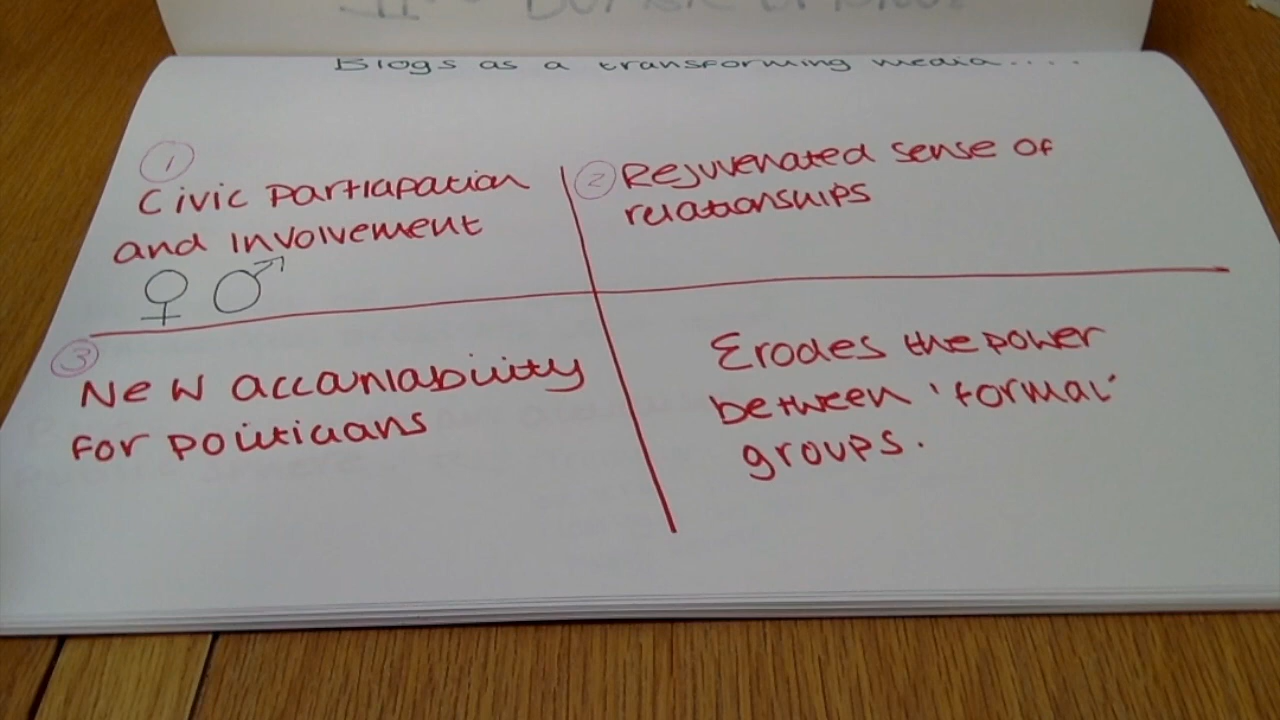 Blogs as a transforming media....
1
Civic Participation
and Involvement
2 Rejuvenated sense of
relationships
3
New accountability
for politicians
Erodes the power
between 'formal'
groups.